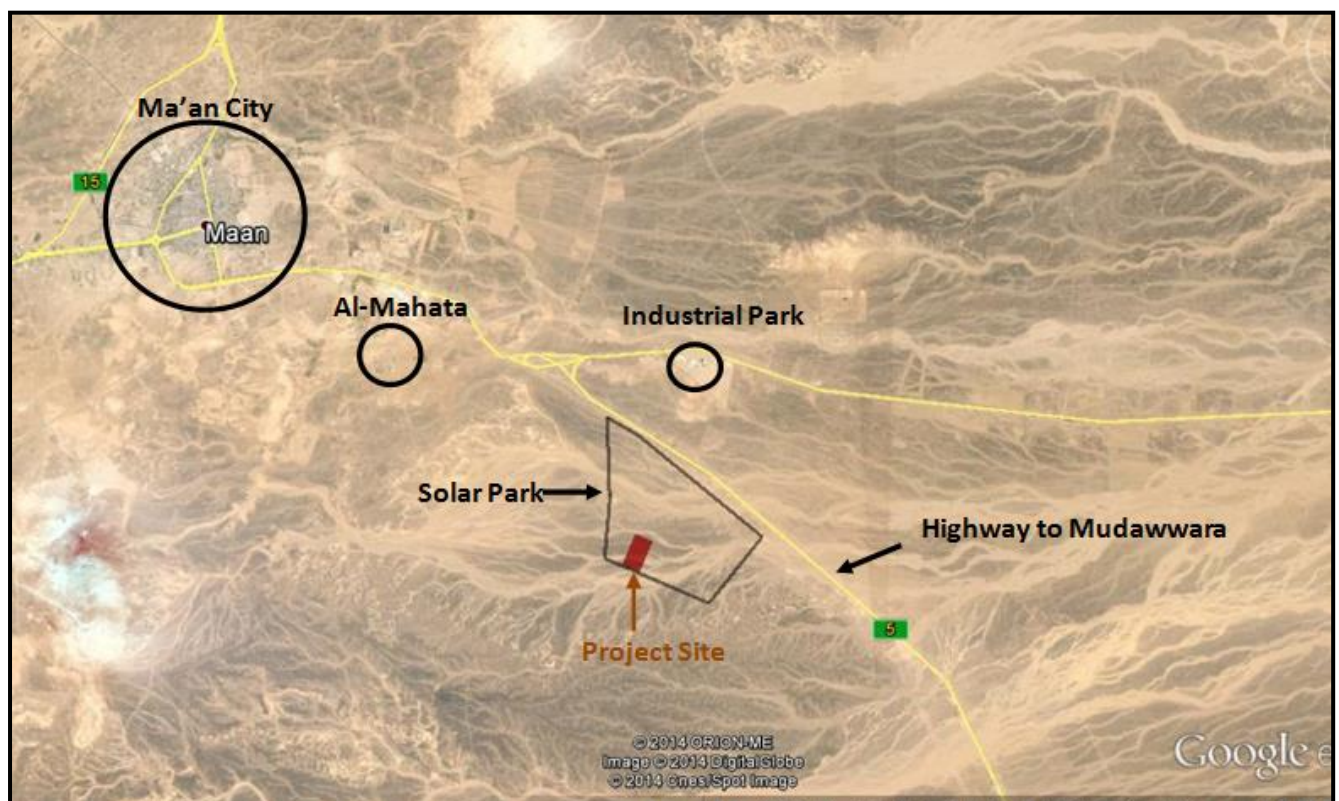 Ma’an City
15
Maan
Al-Mahata
Industrial Park
Solar Park
Highway to Mudawwara
5
Project Site
© 2014 ORION-ME
Image © 2014 DigitalGlobe
© 2014 Cnes/Spot Image
Google e